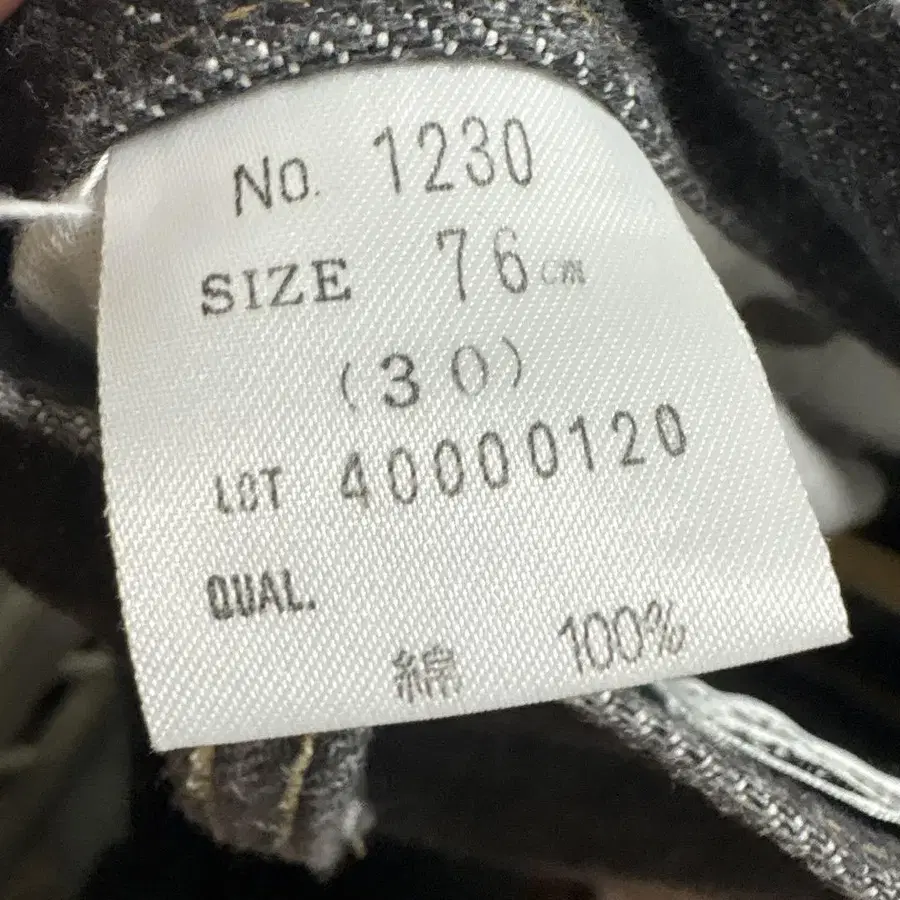 No. 1230
SIZE 76cm
(30)
LOT 40000120
QUAL.
綿 100%